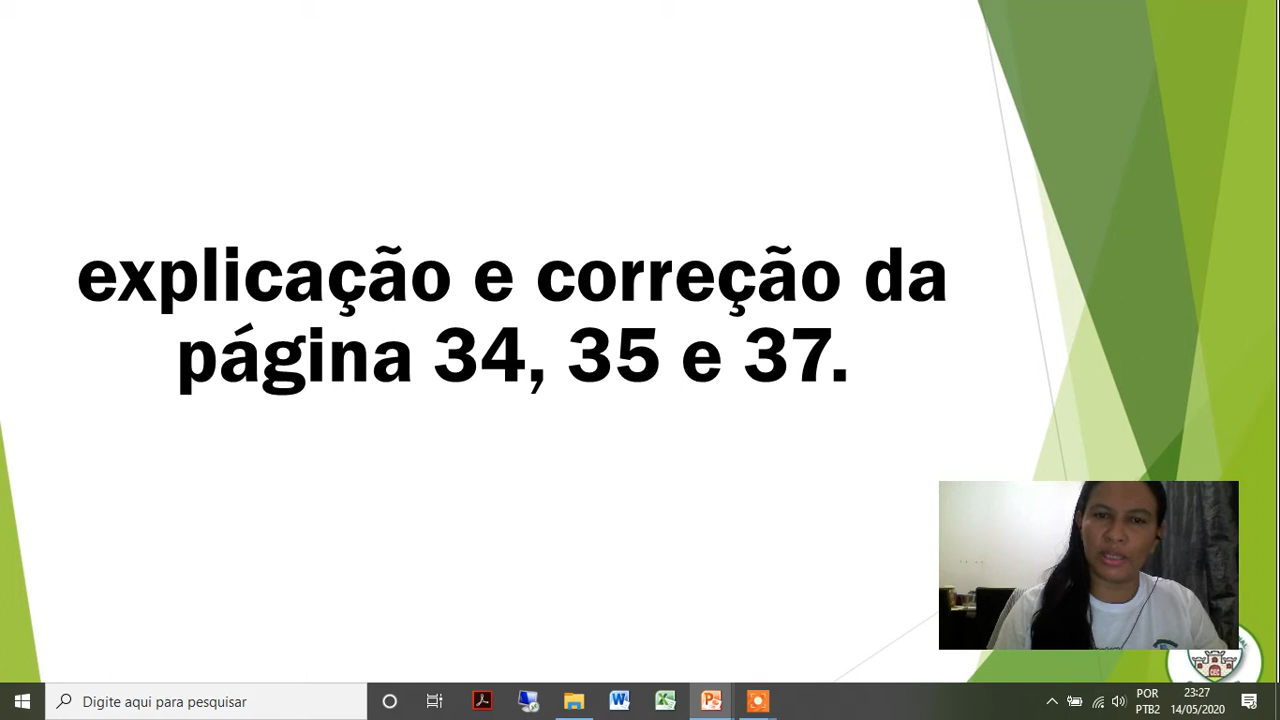 explicação e correção da
página 34, 35 e 37.
Digite aqui para pesquisar
POR
PTB2
23:27
14/05/2020